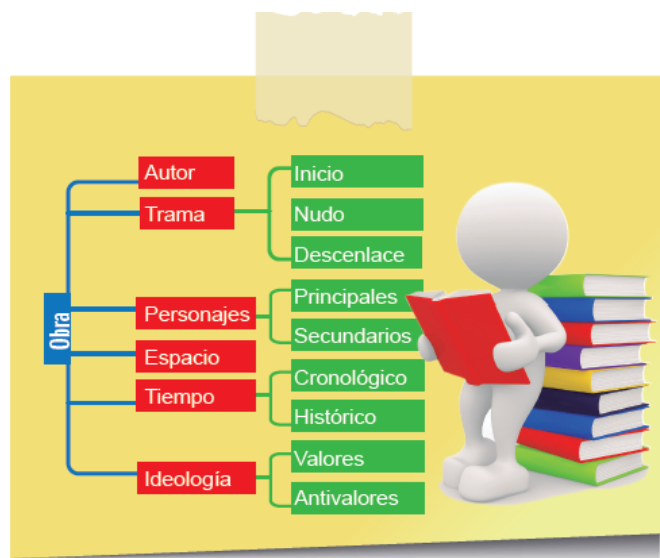 Obra
Autor
Trama
Inicio
Nudo
Descenlace
Personajes
Principales
Secundarios
Espacio
Tiempo
Cronológico
Histórico
Ideología
Valores
Antivalores